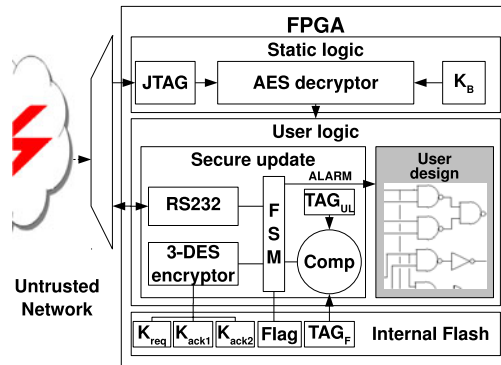 FPGA
Static logic
JTAG
AES decryptor
K_B
User logic
Secure update
ALARM
User
design
RS232
F
S
M
TAG_UL
3-DES
encryptor
Comp
Untrusted
Network
K_req
K_ack1
K_ack2
Flag
TAG_F
Internal Flash